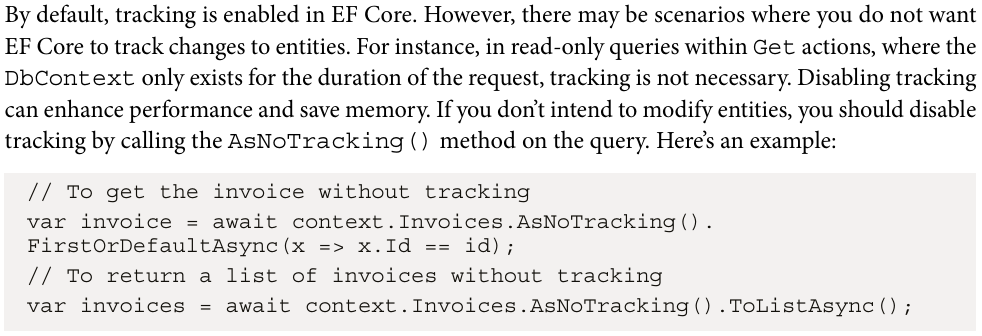 By default, tracking is enabled in EF Core. However, there may be scenarios where you do not want
EF Core to track changes to entities. For instance, in read-only queries within Get actions, where the
DbContext only exists for the duration of the request, tracking is not necessary. Disabling tracking
can enhance performance and save memory. If you don’t intend to modify entities, you should disable
tracking by calling the AsNoTracking() method on the query. Here’s an example:
// To get the invoice without tracking
var invoice = await context.Invoices.AsNoTracking().
FirstOrDefaultAsync(x => x.Id == id);
// To return a list of invoices without tracking
var invoices = await context.Invoices.AsNoTracking().ToListAsync();